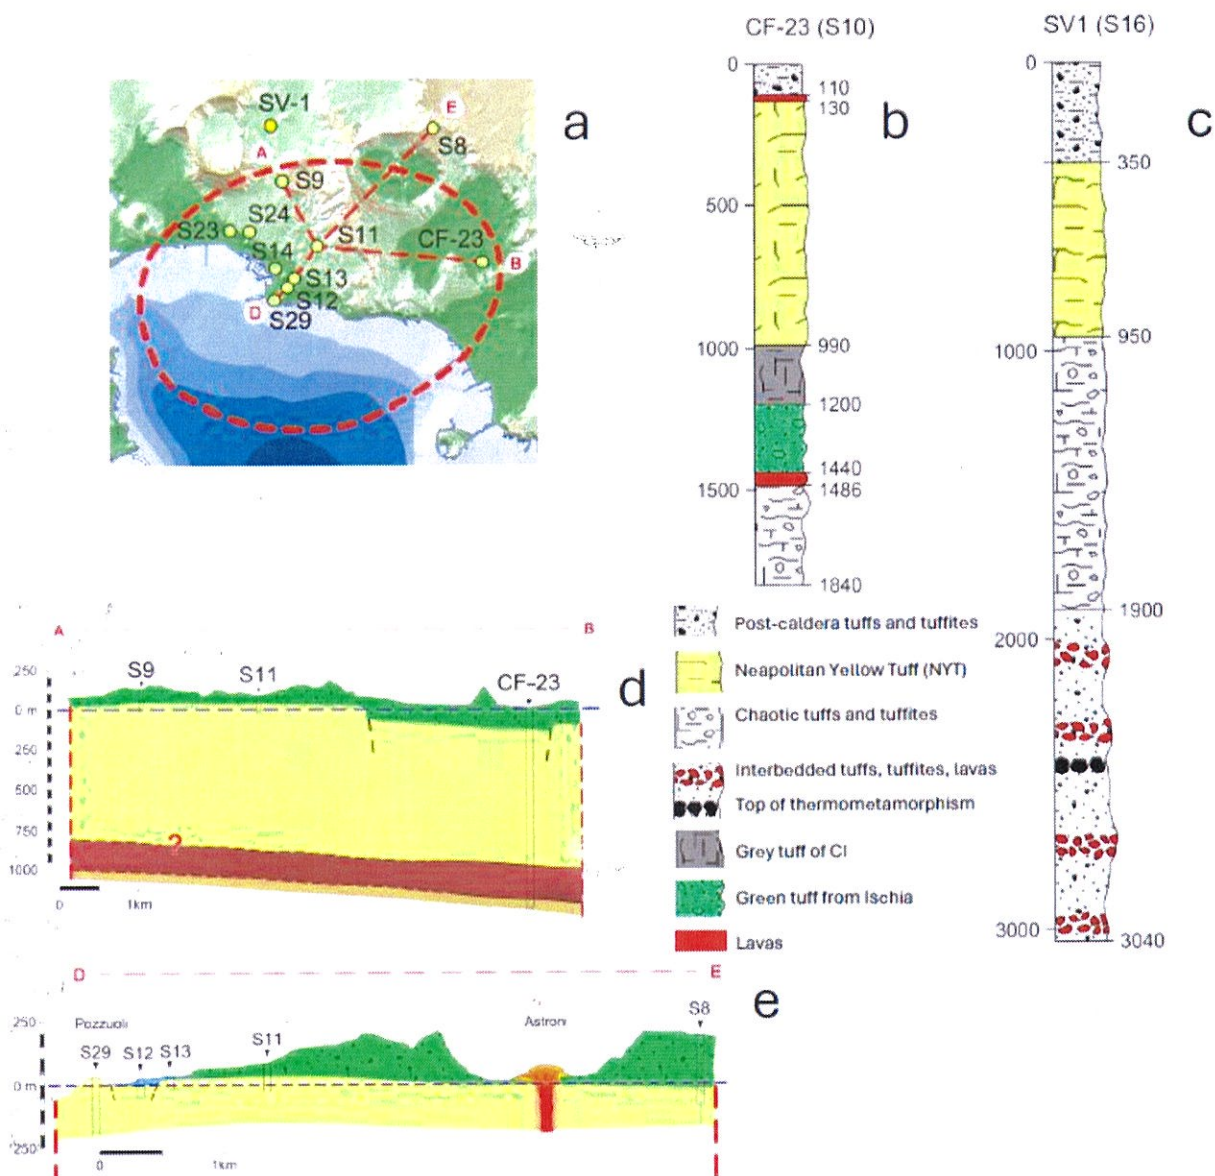 CF-23 (S10)
SV1 (S16)
a
SV-1
E
A
S8
S9
S24
S23
S11
CF-23
S14
B
S13
S12
D
S29
b
0
110
130
500
990
1000
1200
1440
1486
1500
1840
c
0
350
950
1000
1900
2000
3000
3040
Post-caldera tuffs and tuffites
Neapolitan Yellow Tuff (NYT)
Chaotic tuffs and tuffites
Interbedded tuffs, tuffites, lavas
Top of thermometamorphism
Grey tuff of CI
Green tuff from Ischia
Lavas
A
B
d
250
S9
S11
CF-23
0 m
250
500
750
?
1000
0
1km
D
E
e
250
Pozzuoli
Astroni
S8
S29
S12
S13
S11
0 m
250
0
1km